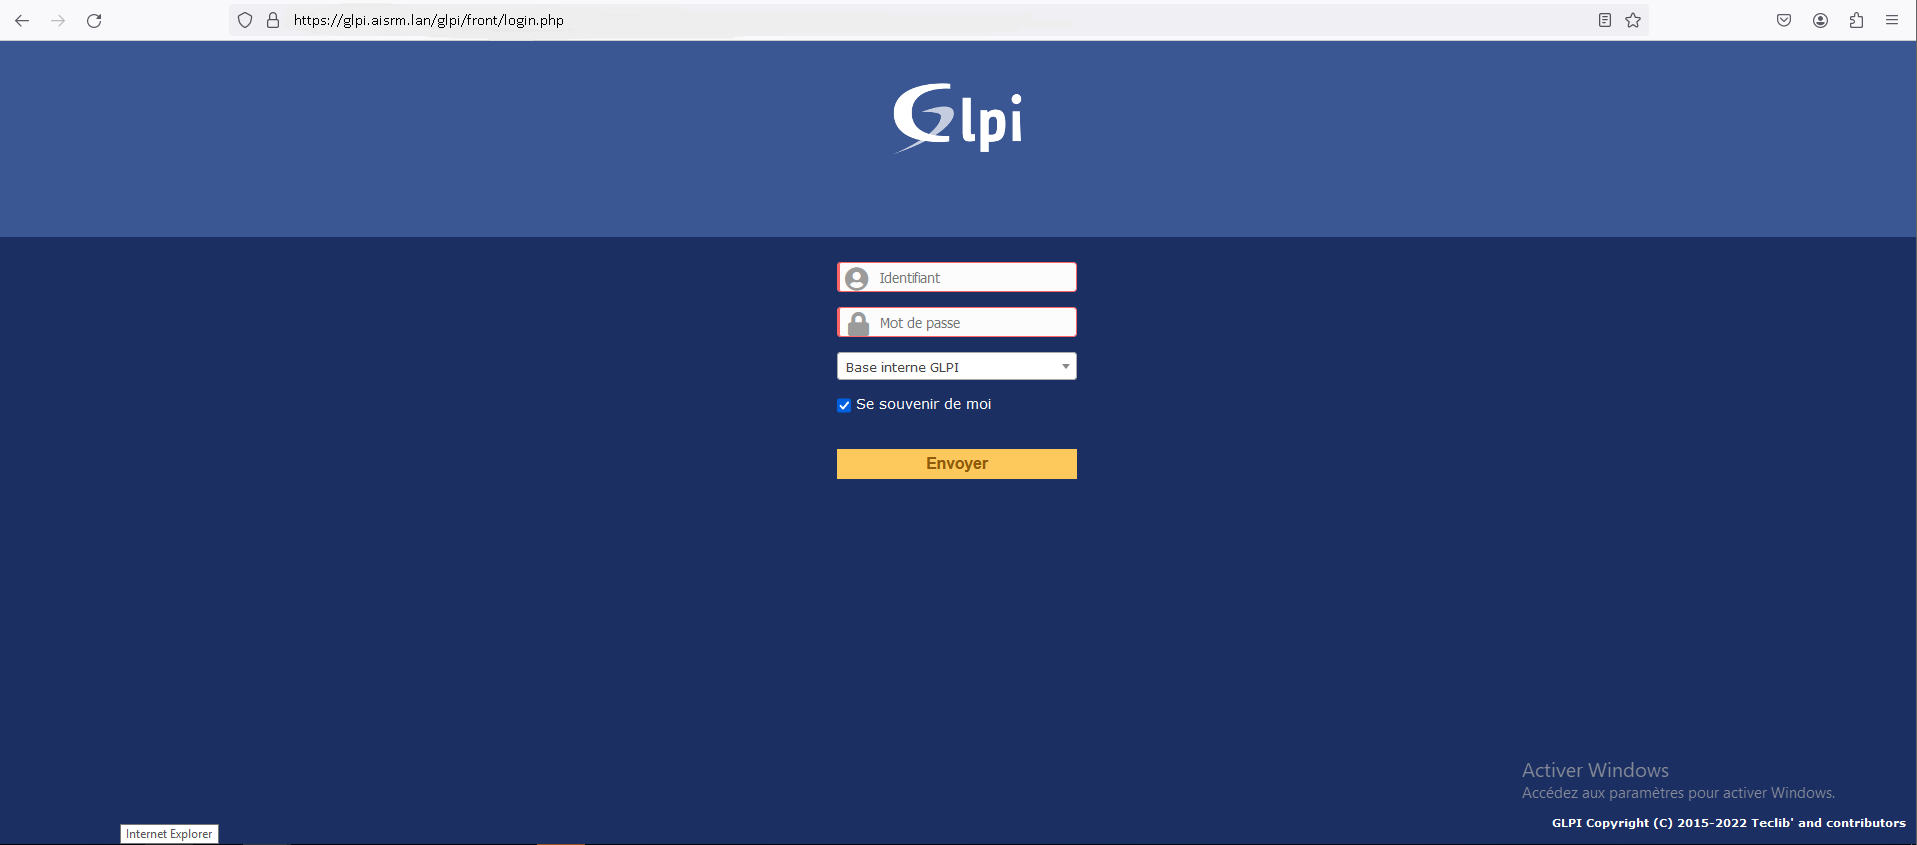 https://glpi.aisrm.lan/glpi/front/login.php
Glpi
Identifiant
Mot de passe
Base interne GLPI
Se souvenir de moi
Envoyer
Activer Windows
Accédez aux paramètres pour activer Windows.
GLPI Copyright (C) 2015-2022 Teclib' and contributors
Internet Explorer